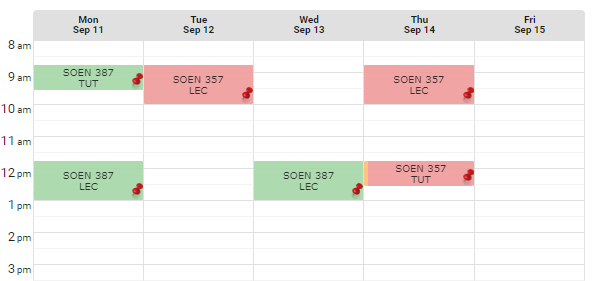 Mon Tue Wed Thu Fri
Sep 11 Sep 12 Sep 13 Sep 14 Sep 15
8 am
9 am
SOEN 387
TUT
SOEN 357
LEC
SOEN 357
LEC
10 am
11 am
12 pm
SOEN 387
LEC
SOEN 387
LEC
SOEN 357
TUT
1 pm
2 pm
3 pm